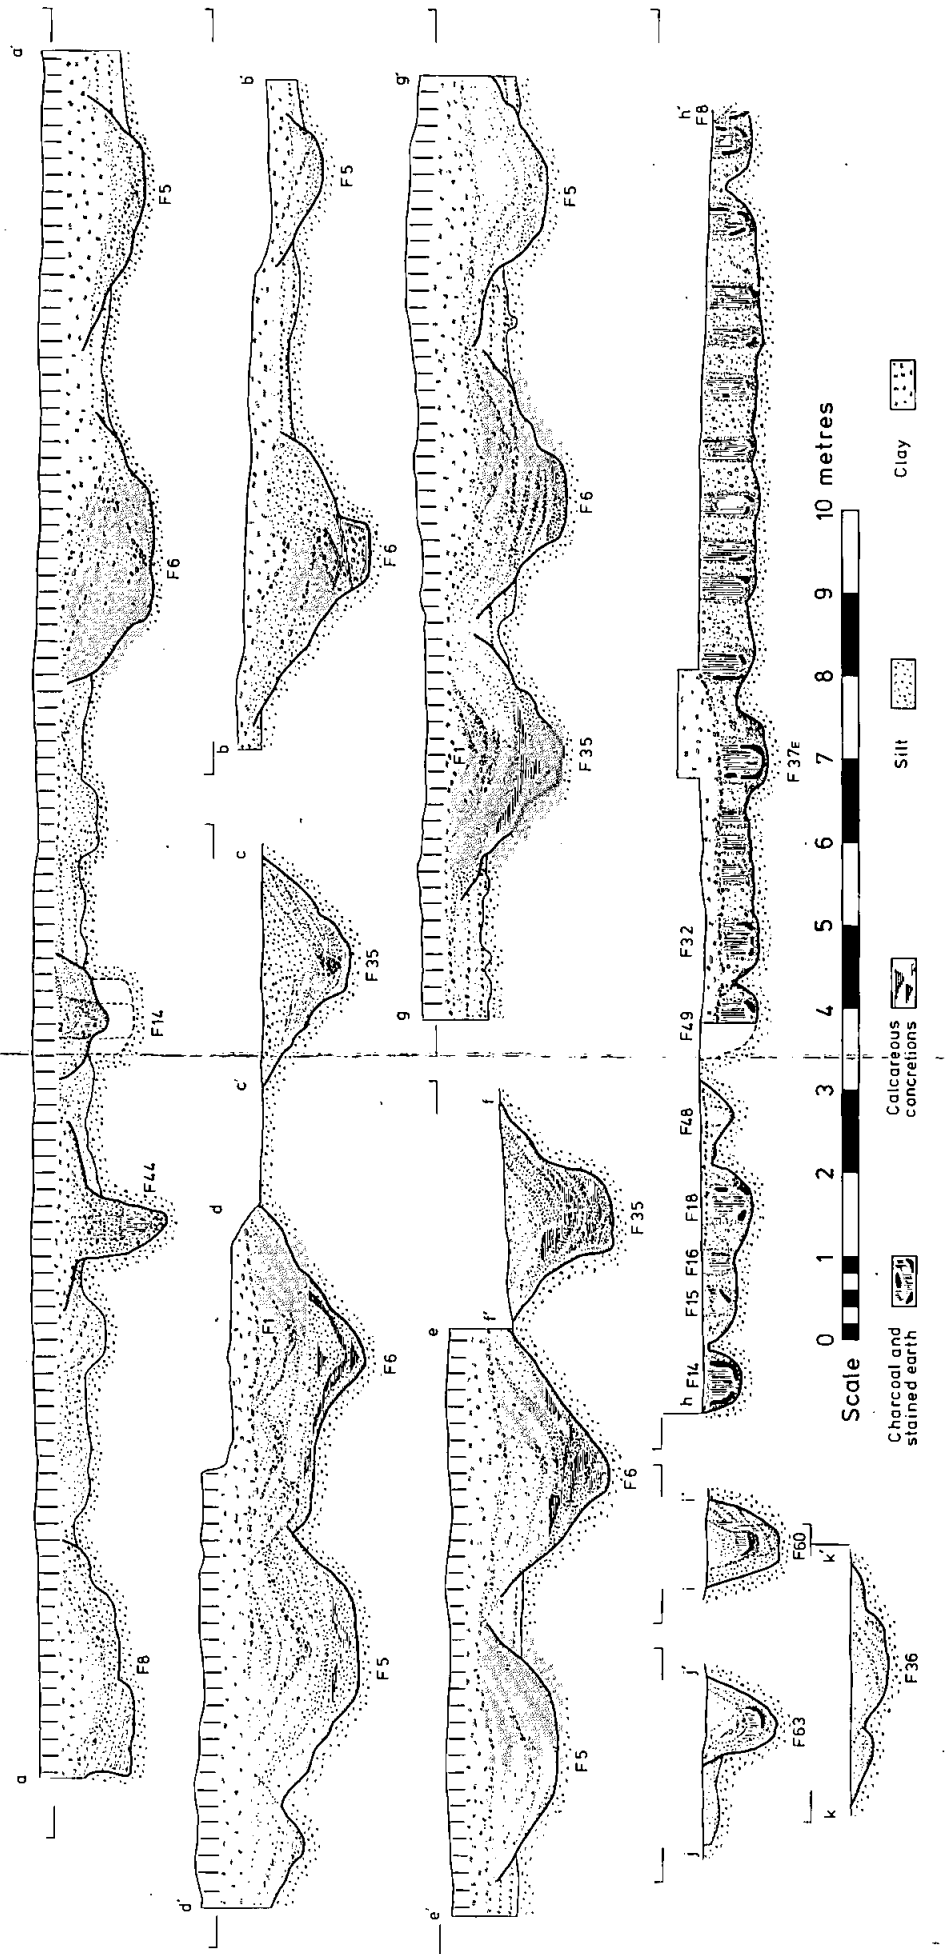 a
F8
F44
F14
F6
F5
a'
d'
F5
F1
F6
d
c'
F35
c
b
F6
F5
b'
e'
F5
F6
e
f'
F35
f
g
F1
F35
F6
F5
g'
j
F63
j'
i
F60
i'
h
F14
F15
F16
F18
F48
F49
F32
F37E
F8
h'
k
F36
k'
Scale
0
1
2
3
4
5
6
7
8
9
10 metres
Charcoal and
stained earth
Calcareous
concretions
Silt
Clay